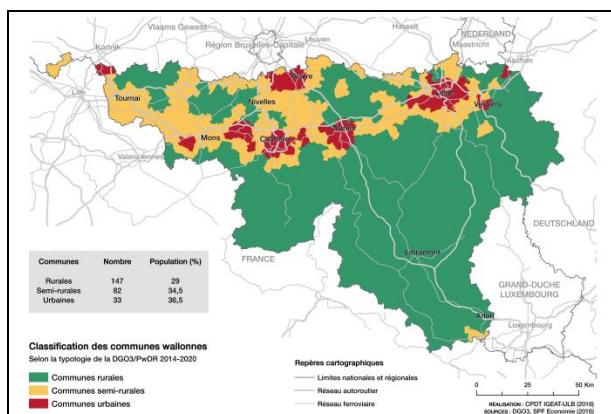 Vlaams Gewest
Hasselt
NEDERLAND
Kortrijk
Région Bruxelles-Capitale
Leuven
Maastricht
Aachen
Lille
Tournai
Wavre
Liège
Nivelles
Verviers
Mons
Charleroi
Namur
Valenciennes
DEUTSCHLAND
Libramont
FRANCE
GRAND-DUCHE
LUXEMBOURG
Arlon
Luxembourg
Communes Nombre Population (%)
Rurales 147 29
Semi-rurales 82 34,5
Urbaines 33 36,5
Classification des communes wallonnes
Selon la typologie de la DGO3/PwDR 2014-2020
Communes rurales
Communes semi-rurales
Communes urbaines
Repères cartographiques
Limites nationales et régionales
Réseau autoroutier
Réseau ferroviaire
0 25 50 Km
RÉALISATION : CPDT IGEAT-ULB (2016)
SOURCES : DGO3, SPF Economie (2016)